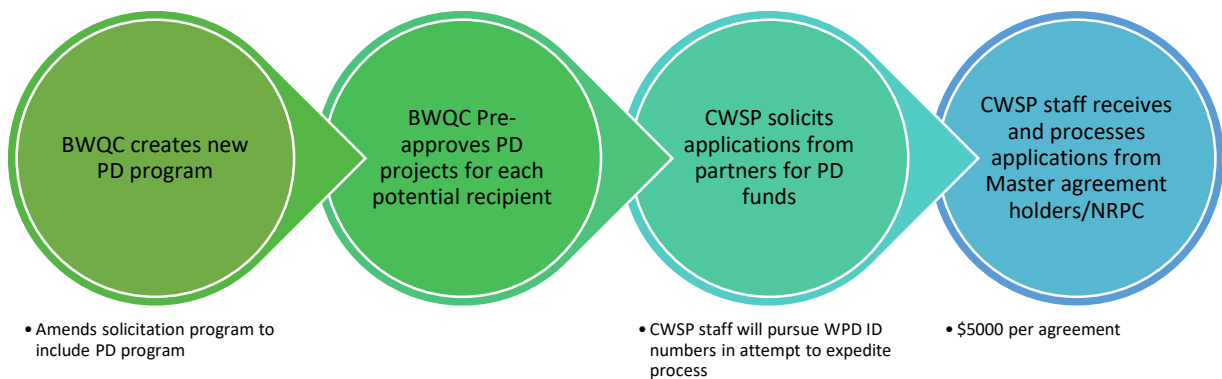 BWQC creates new
PD program
BWQC Pre-
approves PD
projects for each
potential recipient
CWSP solicits
applications from
partners for PD
funds
CWSP staff receives
and processes
applications from
Master agreement
holders/NRPC
• Amends solicitation program to
include PD program
• CWSP staff will pursue WPD ID
numbers in attempt to expedite
process
• $5000 per agreement